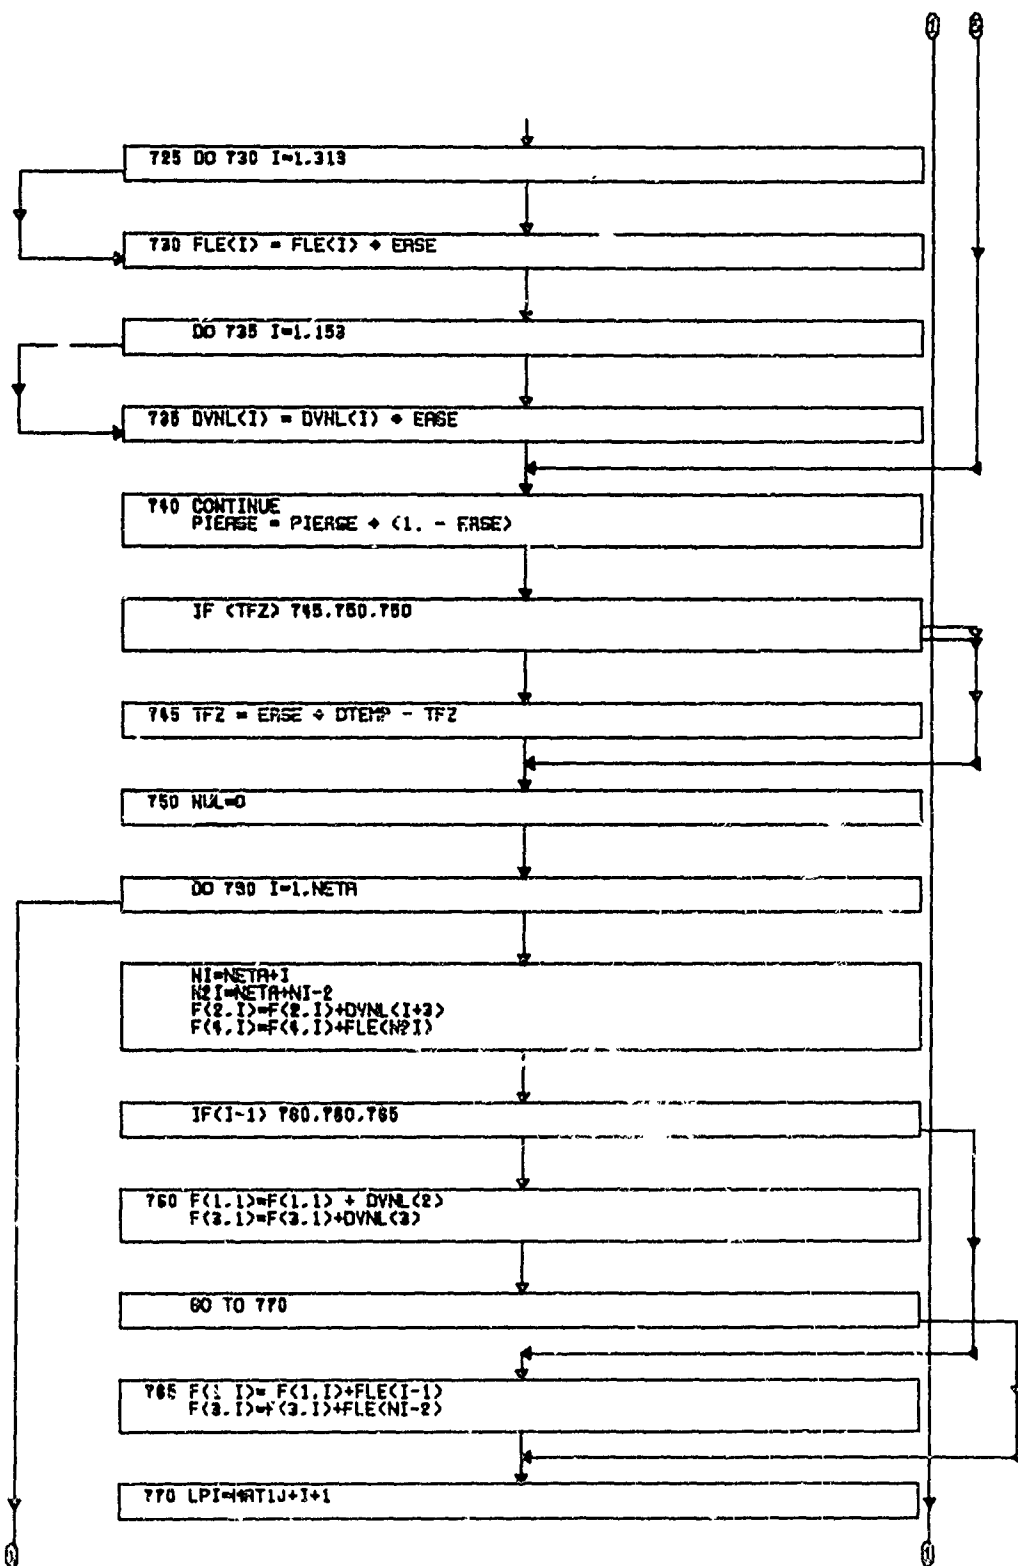 725 DO 730 I=1.313
730 FLE(I) = FLE(I) * EASE
DO 735 I=1.153
735 DVNL(I) = DVNL(I) * EASE
740 CONTINUE
PIEASE = PIEASE * (1. - EASE)
IF (TFZ) 745.750.750
745 TFZ = EASE * DTEMP - TFZ
750 NUL=0
DO 790 I=1.NETA
NI=NETA+I
N2I=NETA+NI-2
F(2.I)=F(2.I)+DVNL(I+3)
F(4.I)=F(4.I)+FLE(N2I)
IF(I-1) 760.760.765
760 F(1.1)=F(1.1) + DVNL(2)
F(3.1)=F(3.1)+DVNL(3)
GO TO 770
765 F(1 I)= F(1.I)+FLE(I-1)
F(3.I)=F(3.I)+FLE(NI-2)
770 LPI=MAT1J+I+1